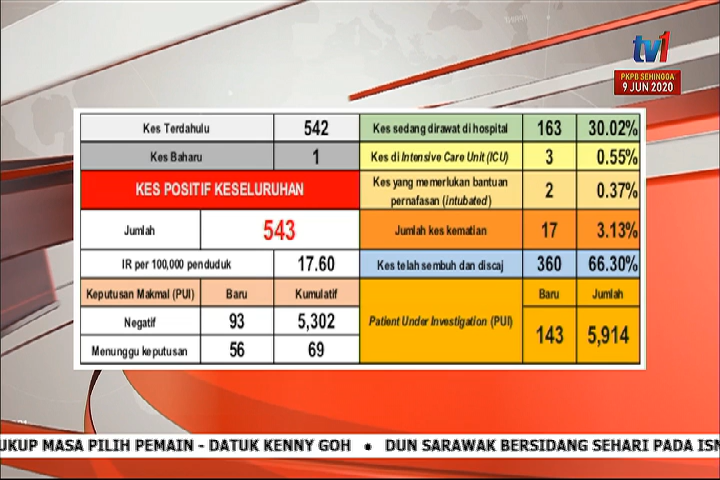 tv1
PKPB SEHINGGA
9 JUN 2020
Kes Terdahulu 542
Kes Baharu 1
KES POSITIF KESELURUHAN
Jumlah 543
IR per 100,000 penduduk 17.60
Keputusan Makmal (PUI) Baru Kumulatif
Negatif 93 5,302
Menunggu keputusan 56 69
Kes sedang dirawat di hospital 163 30.02%
Kes di Intensive Care Unit (ICU) 3 0.55%
Kes yang memerlukan bantuan
pernafasan (intubated) 2 0.37%
Jumlah kes kematian 17 3.13%
Kes telah sembuh dan discaj 360 66.30%
Baru Jumlah
Patient Under Investigation (PUI) 143 5,914
UKUP MASA PILIH PEMAIN - DATUK KENNY GOH ● DUN SARAWAK BERSIDANG SEHARI PADA ISN